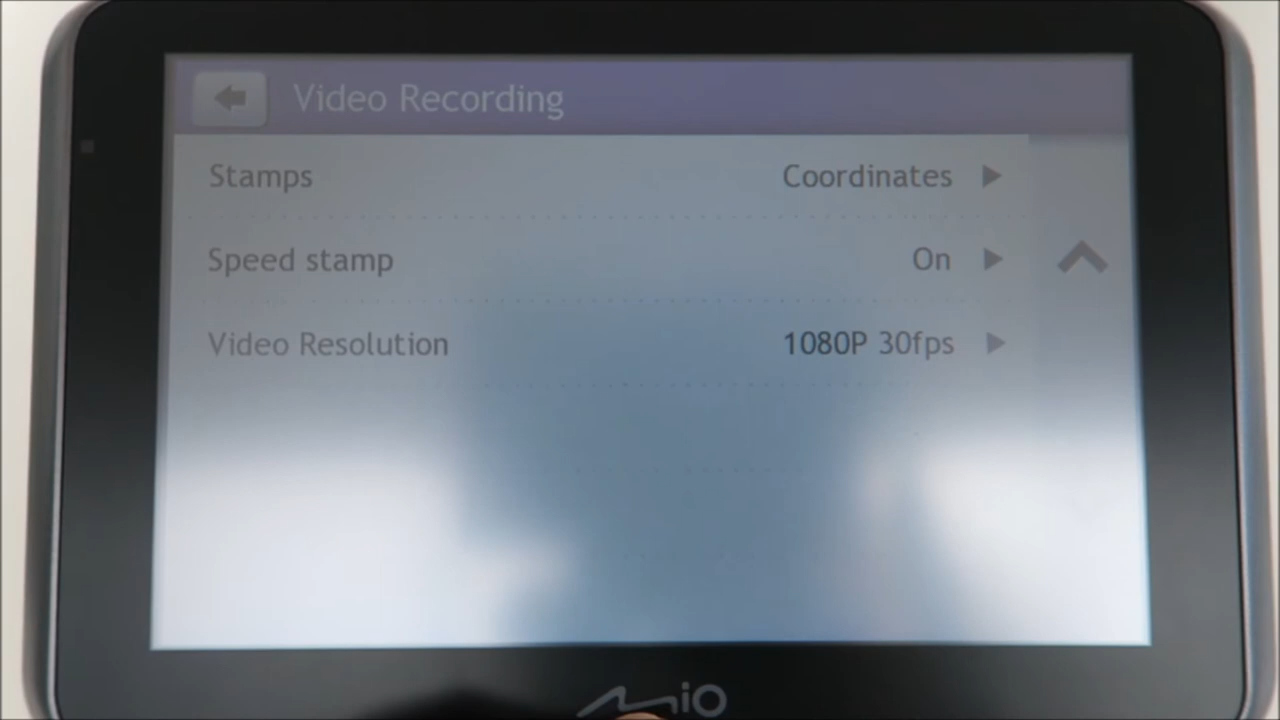 Video Recording
Stamps Coordinates
Speed stamp On
Video Resolution 1080P 30fps
Mio